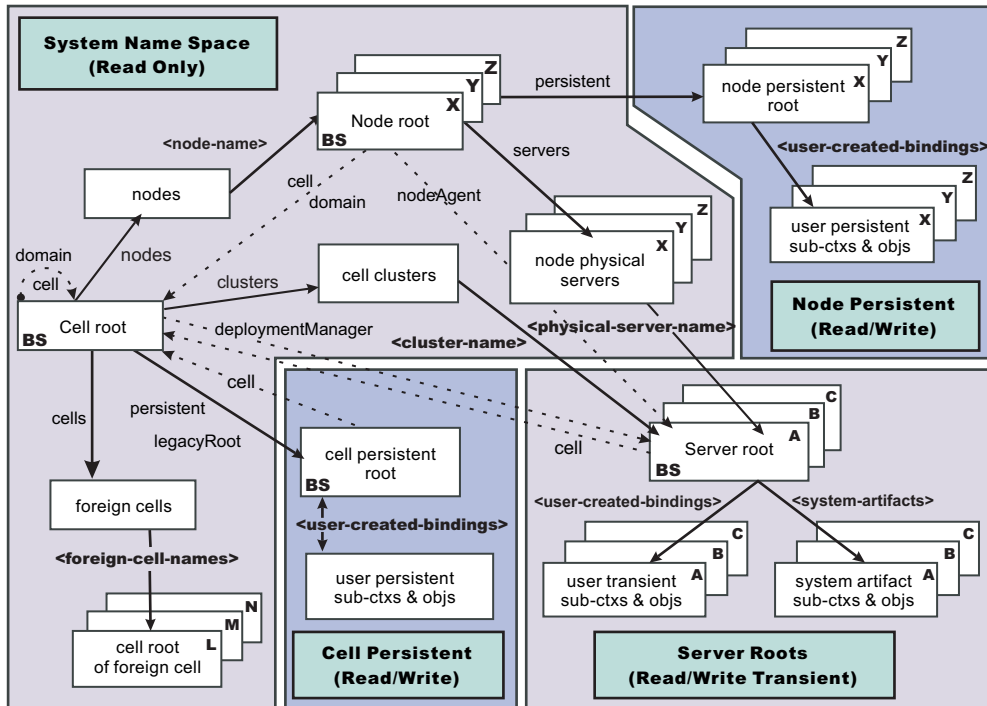 System Name Space
(Read Only)
Z
Y
X
Node root
BS
persistent
Z
Y
X
node persistent
root
<user-created-bindings>
Z
Y
X
user persistent
sub-ctxs & objs
Node Persistent
(Read/Write)
<node-name>
servers
cell
domain
nodeAgent
nodes
nodes
domain
cell
Cell root
BS
clusters
cell clusters
Z
Y
X
node physical
servers
deploymentManager
<physical-server-name>
<cluster-name>
cells
persistent
legacyRoot
cell
cell
C
B
A
Server root
BS
cell persistent
root
BS
<user-created-bindings>
user persistent
sub-ctxs & objs
Cell Persistent
(Read/Write)
foreign cells
<foreign-cell-names>
N
M
L
cell root
of foreign cell
<user-created-bindings>
<system-artifacts>
C
B
A
user transient
sub-ctxs & objs
C
B
A
system artifact
sub-ctxs & objs
Server Roots
(Read/Write Transient)